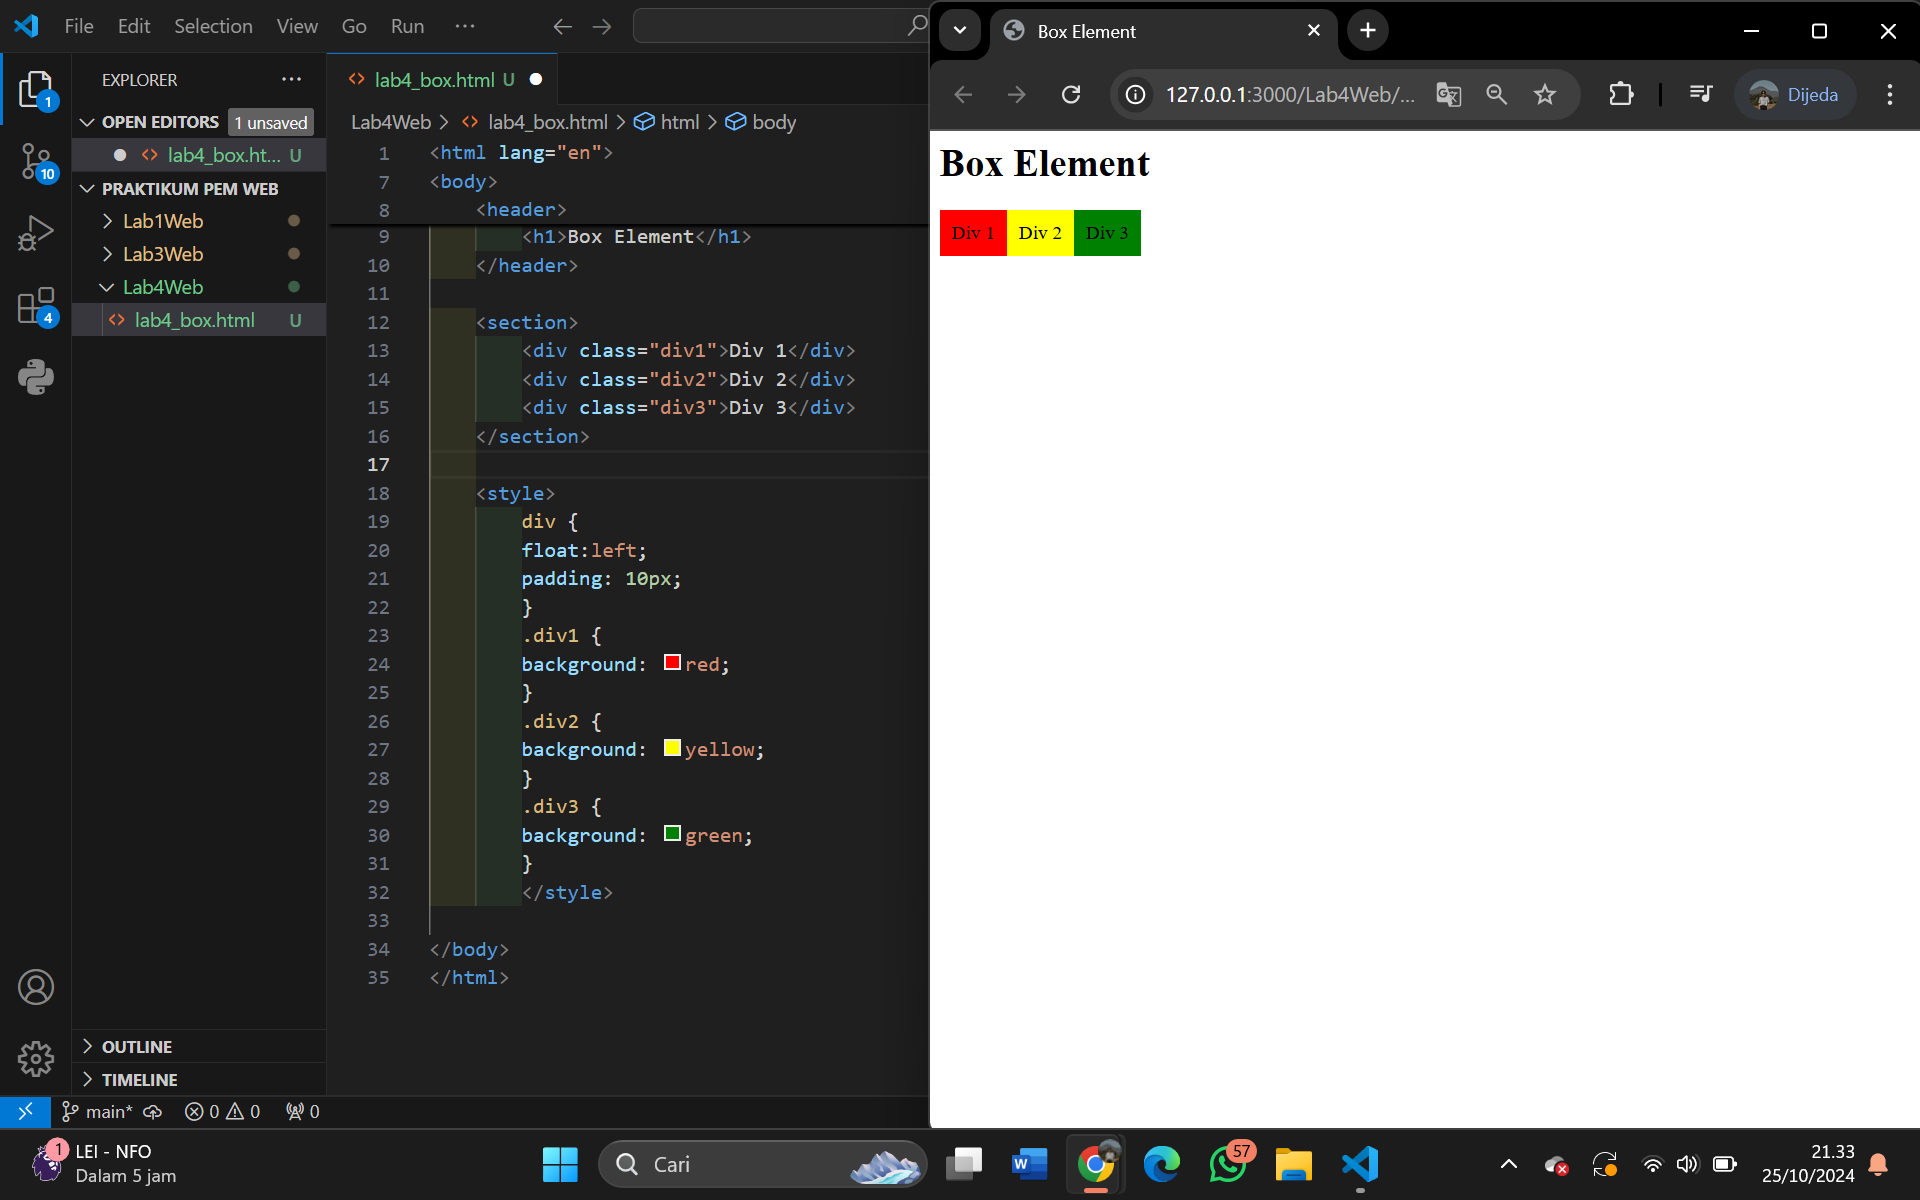 File Edit Selection View Go Run ···
EXPLORER ···
OPEN EDITORS 1 unsaved
lab4_box.ht... U
PRAKTIKUM PEM WEB
Lab1Web
Lab3Web
Lab4Web
lab4_box.html U
OUTLINE
TIMELINE
1
10
4
lab4_box.html U
Lab4Web > lab4_box.html > html > body
1 <html lang="en">
7 <body>
8 <header>
9 <h1>Box Element</h1>
10 </header>
11
12 <section>
13 <div class="div1">Div 1</div>
14 <div class="div2">Div 2</div>
15 <div class="div3">Div 3</div>
16 </section>
17
18 <style>
19 div {
20 float:left;
21 padding: 10px;
22 }
23 .div1 {
24 background: red;
25 }
26 .div2 {
27 background: yellow;
28 }
29 .div3 {
30 background: green;
31 }
32 </style>
33
34 </body>
35 </html>
main* 0 0 0
Box Element
127.0.0.1:3000/Lab4Web/... Dijeda
Box Element
Div 1 Div 2 Div 3
1 LEI - NFO
Dalam 5 jam
Cari
57
21.33
25/10/2024